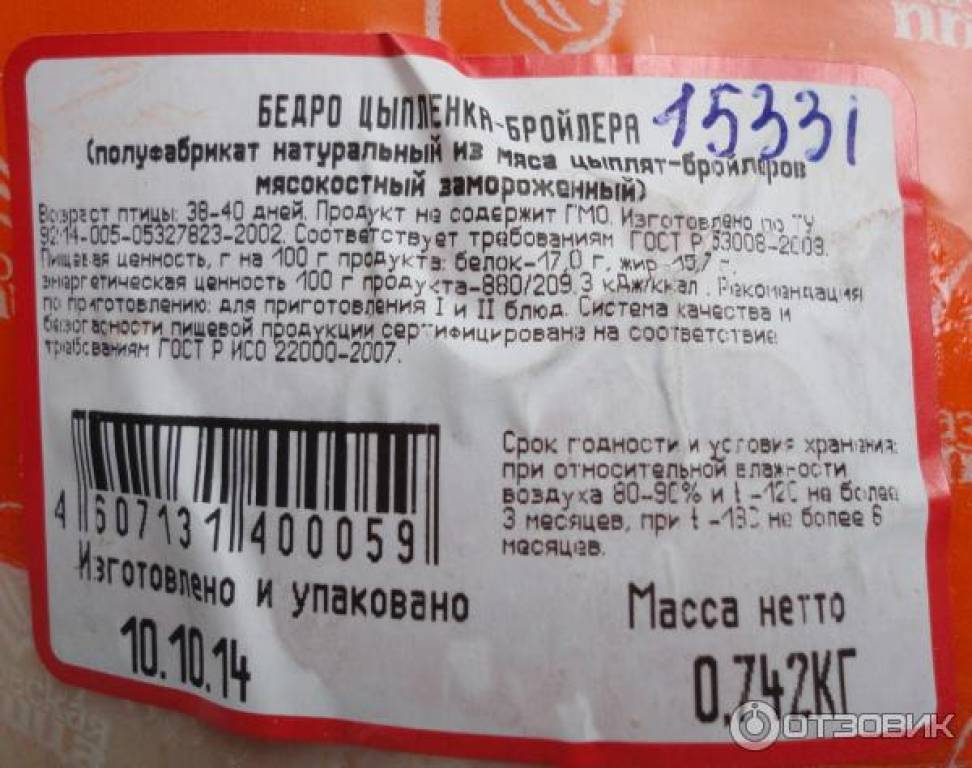 БЕДРО ЦЫПЛЕНКА-БРОЙЛЕРА 15331
(полуфабрикат натуральный из мяса цыплят-бройлеров
мясокостный замороженный)
Возраст птицы: 38-40 дней. Продукт не содержит ГМО. Изготовлено по ТУ
9214-005-05327823-2002. Соответствует требованиям ГОСТ Р 53008-2008.
Пищевая ценность, г на 100 г продукта: белок-17,0 г, жир -15,7 г.
энергетическая ценность 100 г продукта-880/209,3 кДж/ккал . Рекомендация
по приготовлению: для приготовления I и II блюд. Система качества и
безопасности пищевой продукции сертифицирована на соответствие
требованиям ГОСТ Р ИСО 22000-2007.
Срок годности и условия хранения:
при относительной влажности
воздуха 80-90% и t -12C не более
3 месяцев, при t -18C не более 6
месяцев.
4 607131 400059
Изготовлено и упаковано
10.10.14
Масса нетто
0,742КГ
ОТЗОВИК